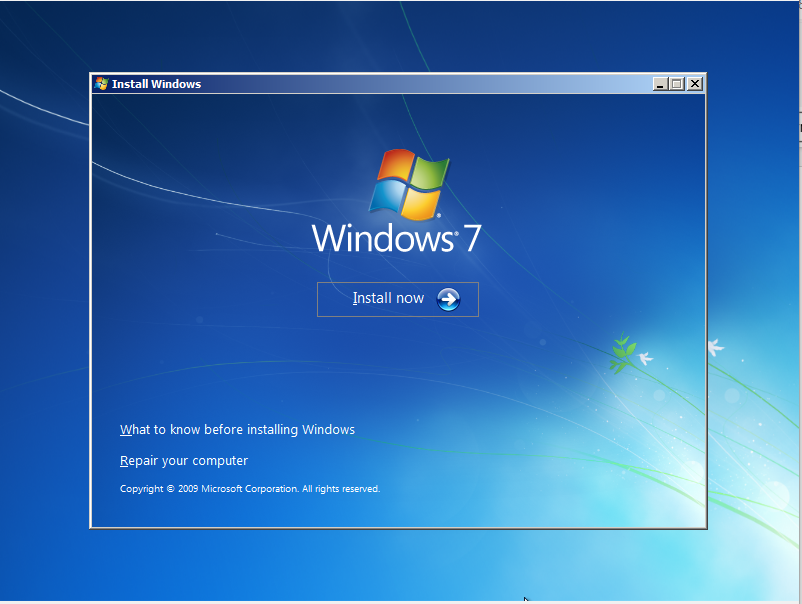 Install Windows
Windows® 7
Install now
What to know before installing Windows
Repair your computer
Copyright © 2009 Microsoft Corporation. All rights reserved.